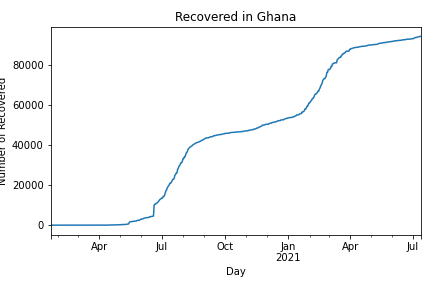 Recovered in Ghana
Number of Recovered
80000
60000
40000
20000
0
Apr
Jul
Oct
Jan
2021
Apr
Jul
Day